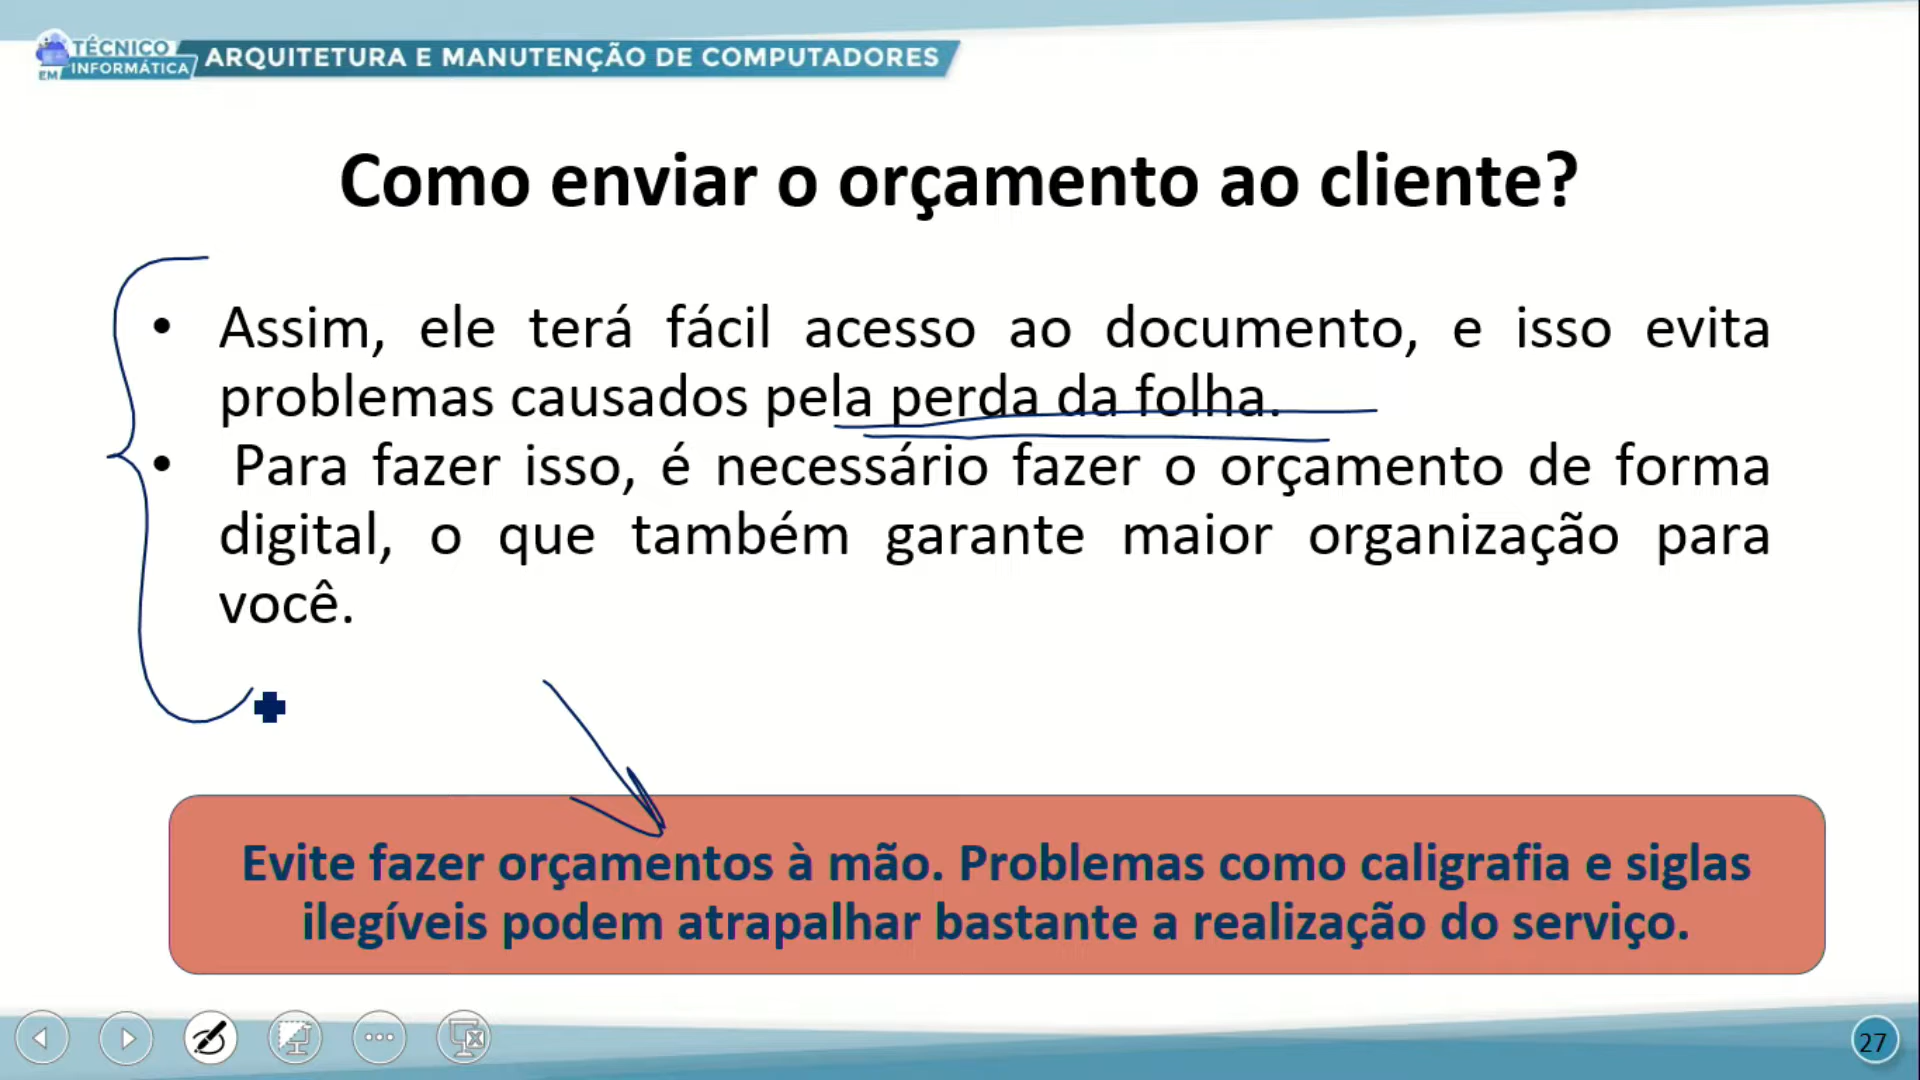 TÉCNICO
EM INFORMÁTICA
ARQUITETURA E MANUTENÇÃO DE COMPUTADORES
Como enviar o orçamento ao cliente?
• Assim, ele terá fácil acesso ao documento, e isso evita
problemas causados pela perda da folha.
• Para fazer isso, é necessário fazer o orçamento de forma
digital, o que também garante maior organização para
você.
Evite fazer orçamentos à mão. Problemas como caligrafia e siglas
ilegíveis podem atrapalhar bastante a realização do serviço.
27